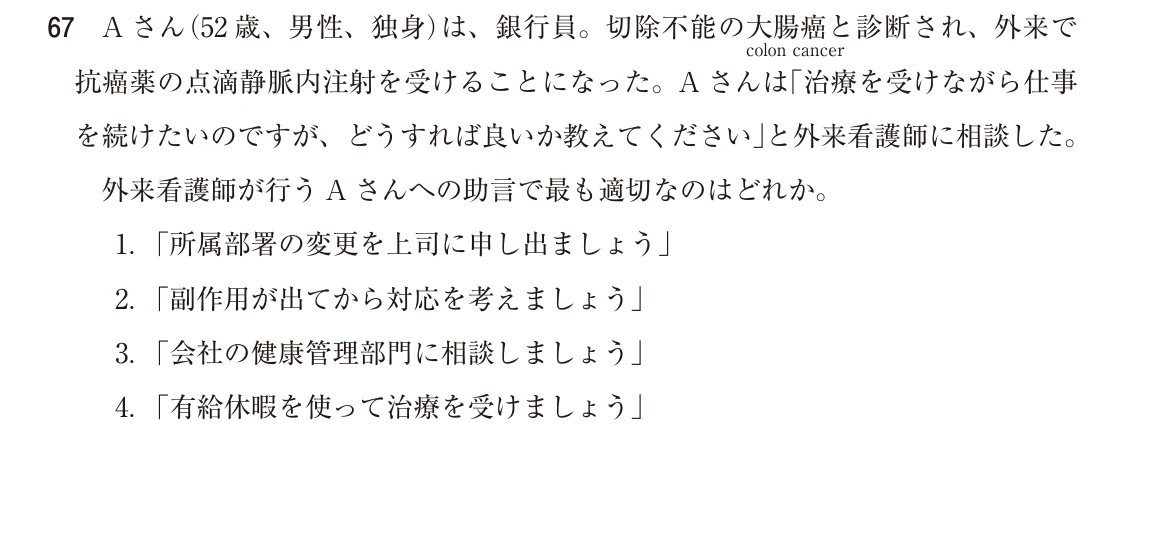 67 Aさん(52歳、男性、独身)は、銀行員。切除不能の大腸癌と診断され、外来で
colon cancer
抗癌薬の点滴静脈内注射を受けることになった。Aさんは「治療を受けながら仕事
を続けたいのですが、どうすれば良いか教えてください」と外来看護師に相談した。
外来看護師が行うAさんへの助言で最も適切なのはどれか。
1. 「所属部署の変更を上司に申し出ましょう」
2. 「副作用が出てから対応を考えましょう」
3. 「会社の健康管理部門に相談しましょう」
4. 「有給休暇を使って治療を受けましょう」